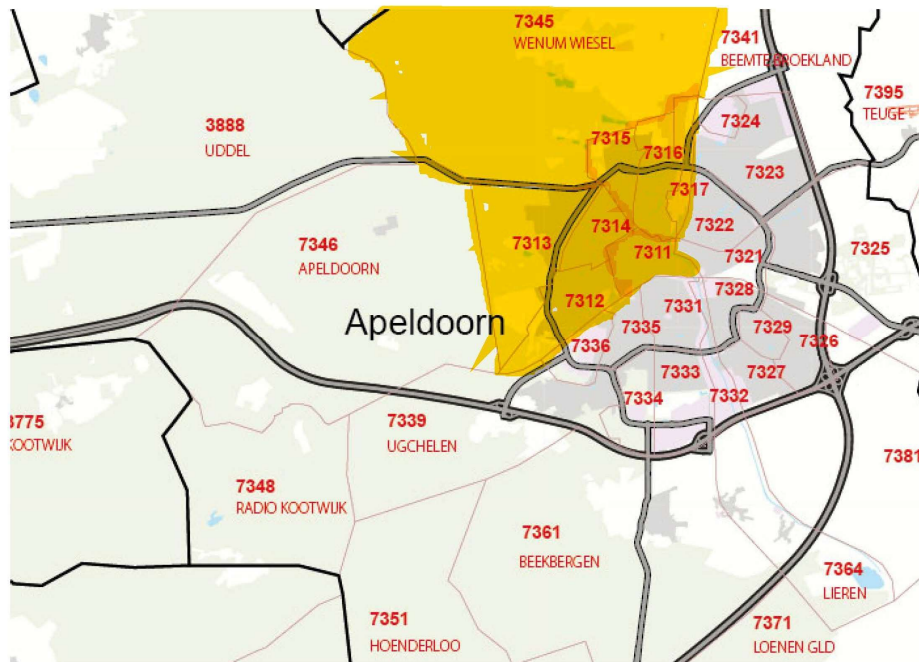 7345
WENUM WIESEL
7341
BEEMTE BROEKLAND
7395
TEUGE
3888
UDDEL
7324
7315
7316
7323
7317
7314
7322
7346
APELDOORN
7313
7311
7321
7325
7312
7331
7328
Apeldoorn
7335
7329
7336
7326
7333
7327
7334
7332
3775
KOOTWIJK
7339
UGCHELEN
7381
7348
RADIO KOOTWIJK
7361
BEEKBERGEN
7364
LIEREN
7351
HOENDERLOO
7371
LOENEN GLD